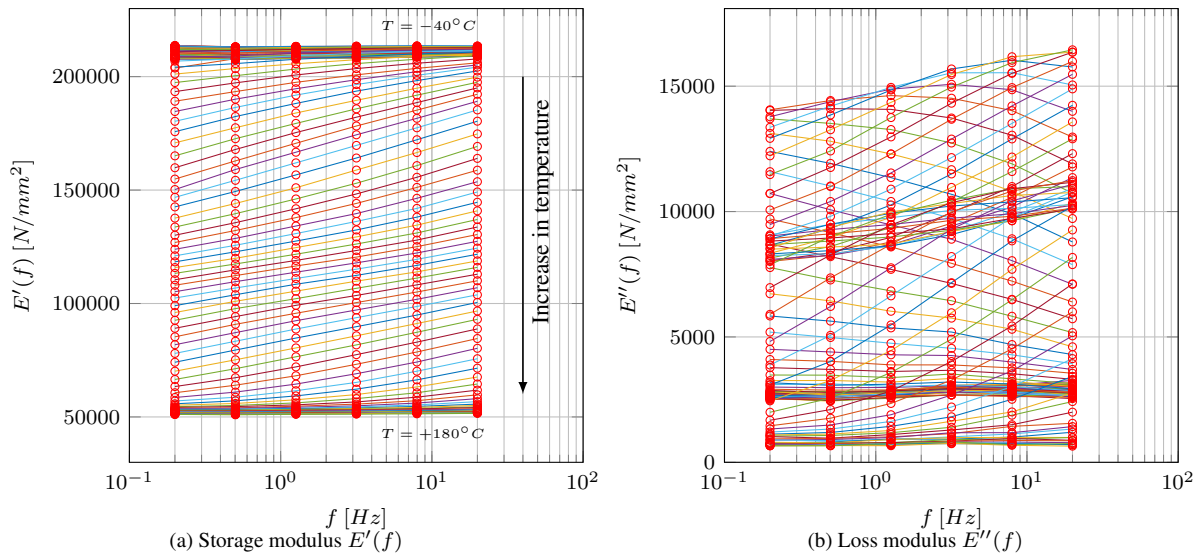 T = −40°C
200000
150000
100000
50000
E′(f) [N/mm²]
Increase in temperature
T = +180°C
10⁻¹ 10⁰ 10¹ 10²
f [Hz]
(a) Storage modulus E′(f)
15000
10000
5000
0
E′′(f) [N/mm²]
10⁻¹ 10⁰ 10¹ 10²
f [Hz]
(b) Loss modulus E′′(f)